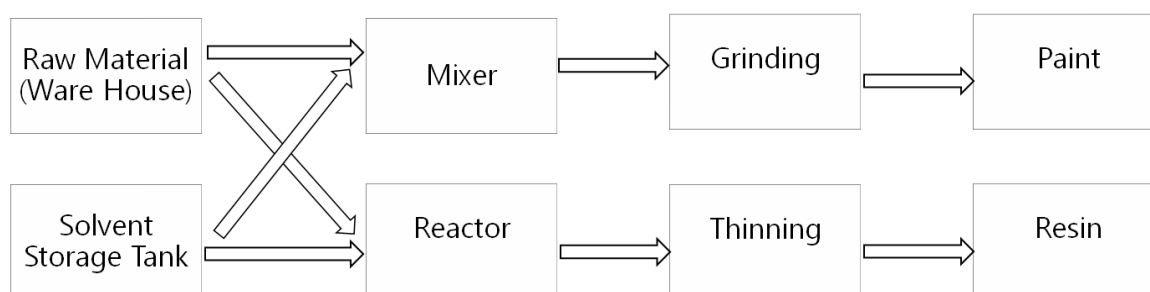 Raw Material
(Ware House)
Mixer
Grinding
Paint
Solvent
Storage Tank
Reactor
Thinning
Resin